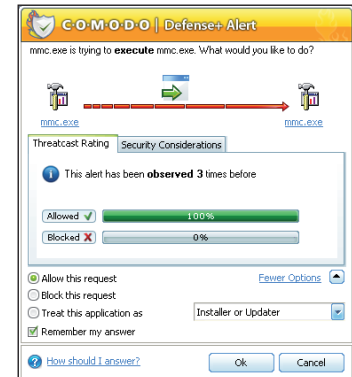 C·O·M·O·D·O | Defense+ Alert
mmc.exe is trying to execute mmc.exe. What would you like to do?
mmc.exe
mmc.exe
Threatcast Rating
Security Considerations
This alert has been observed 3 times before
Allowed
100%
Blocked
0%
Allow this request
Fewer Options
Block this request
Treat this application as
Installer or Updater
Remember my answer
How should I answer?
Ok
Cancel